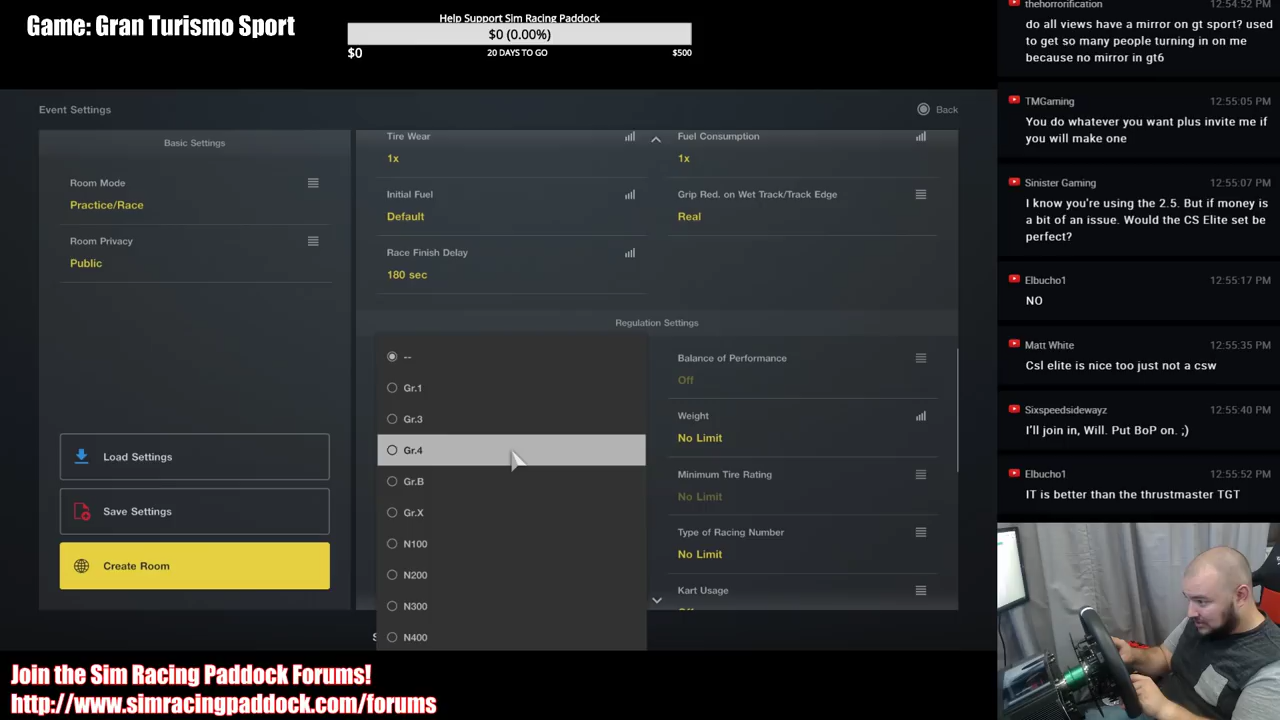 Game: Gran Turismo Sport
Help Support Sim Racing Paddock
$0 (0.00%)
$0
20 DAYS TO GO
$500
Event Settings
Back
Basic Settings
Room Mode
Practice/Race
Room Privacy
Public
Load Settings
Save Settings
Create Room
Tire Wear
1x
Fuel Consumption
1x
Initial Fuel
Default
Grip Red. on Wet Track/Track Edge
Real
Race Finish Delay
180 sec
Regulation Settings
--
Gr.1
Gr.3
Gr.4
Gr.B
Gr.X
N100
N200
N300
N400
Balance of Performance
Off
Weight
No Limit
Minimum Tire Rating
No Limit
Type of Racing Number
No Limit
Kart Usage
thehorrorification
12:54:52 PM
do all views have a mirror on gt sport? used
to get so many people turning in on me
because no mirror in gt6
TMGaming
12:55:05 PM
You do whatever you want plus invite me if
you will make one
Sinister Gaming
12:55:07 PM
I know you're using the 2.5. But if money is
a bit of an issue. Would the CS Elite set be
perfect?
Elbucho1
12:55:17 PM
NO
Matt White
12:55:35 PM
Csl elite is nice too just not a csw
Sixspeedsidewayz
12:55:40 PM
I'll join in, Will. Put BoP on. ;)
Elbucho1
12:55:52 PM
IT is better than the thrustmaster TGT
Join the Sim Racing Paddock Forums!
http://www.simracingpaddock.com/forums